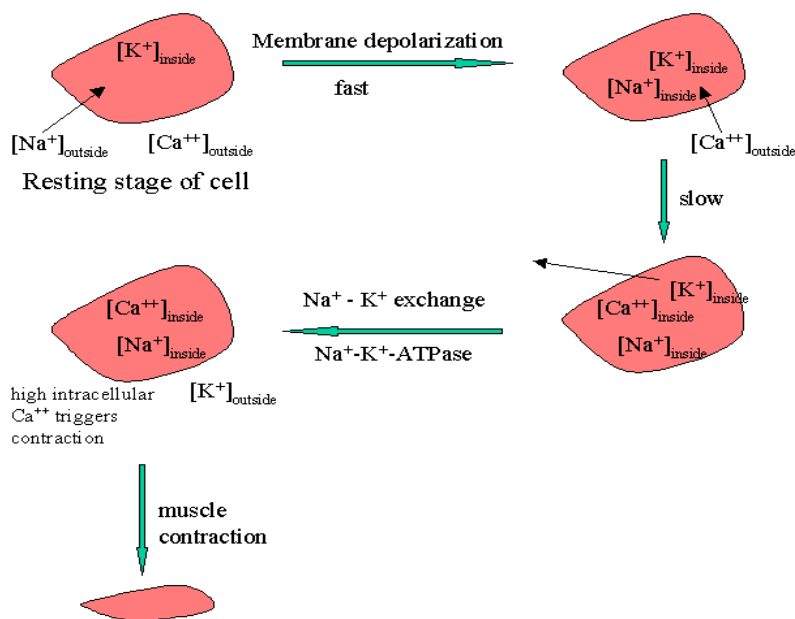 [K⁺]inside
[Na⁺]outside
[Ca⁺⁺]outside
Resting stage of cell
Membrane depolarization
fast
[K⁺]inside
[Na⁺]inside
[Ca⁺⁺]outside
slow
[K⁺]inside
[Ca⁺⁺]inside
[Na⁺]inside
Na⁺ - K⁺ exchange
Na⁺-K⁺-ATPase
[Ca⁺⁺]inside
[Na⁺]inside
[K⁺]outside
high intracellular
Ca⁺⁺ triggers
contraction
muscle
contraction